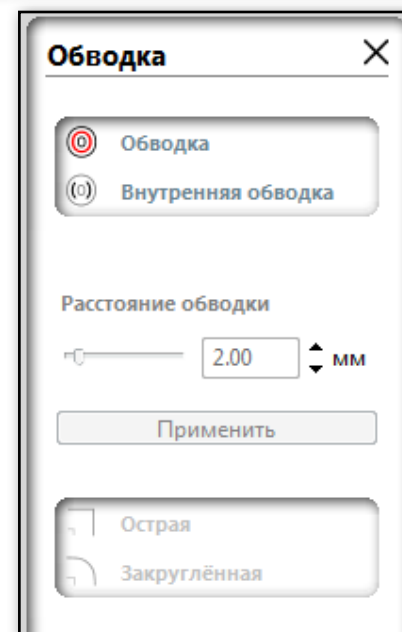 Обводка
Обводка
Внутренняя обводка
Расстояние обводки
2.00 мм
Применить
Острая
Закруглённая